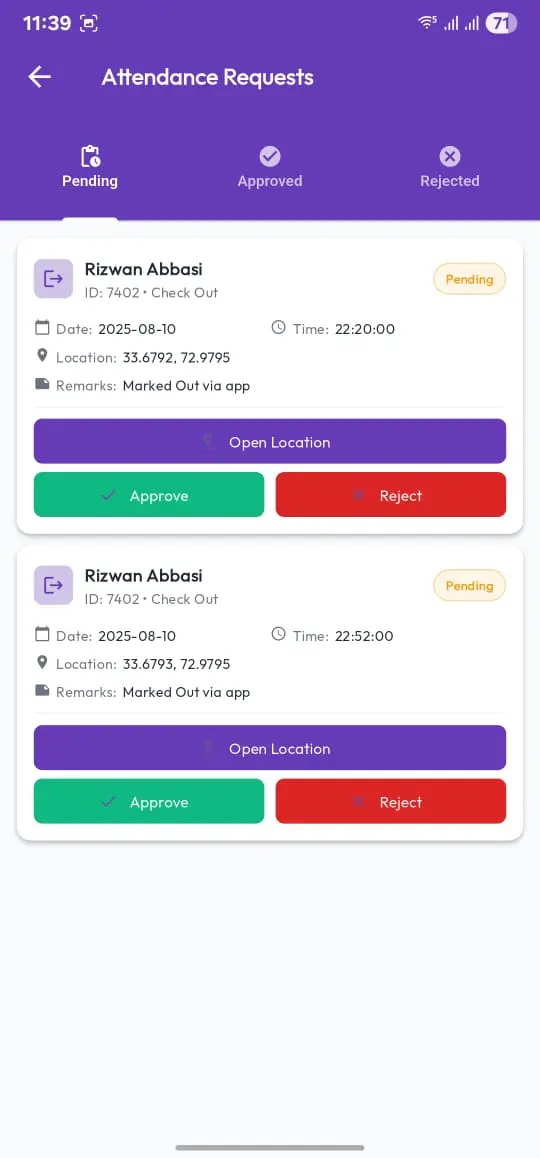 11:39 71
Attendance Requests
Pending Approved Rejected
Rizwan Abbasi
ID: 7402 • Check Out
Pending
Date: 2025-08-10 Time: 22:20:00
Location: 33.6792, 72.9795
Remarks: Marked Out via app
Open Location
Approve Reject
Rizwan Abbasi
ID: 7402 • Check Out
Pending
Date: 2025-08-10 Time: 22:52:00
Location: 33.6793, 72.9795
Remarks: Marked Out via app
Open Location
Approve Reject